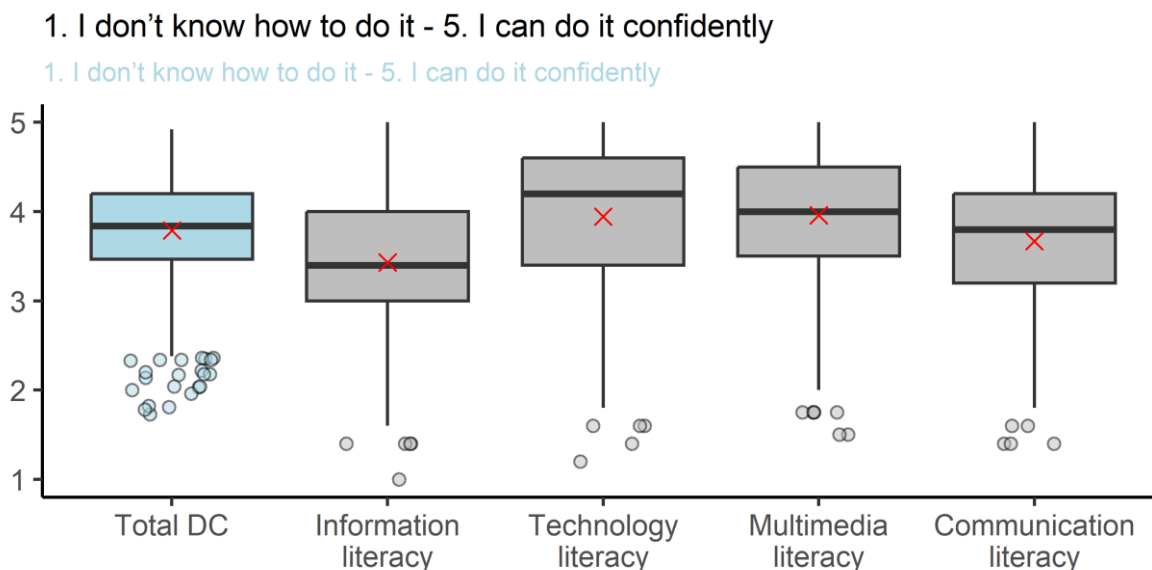 1. I don’t know how to do it - 5. I can do it confidently
1. I don’t know how to do it - 5. I can do it confidently
5
4
3
2
1
Total DC
Information
literacy
Technology
literacy
Multimedia
literacy
Communication
literacy